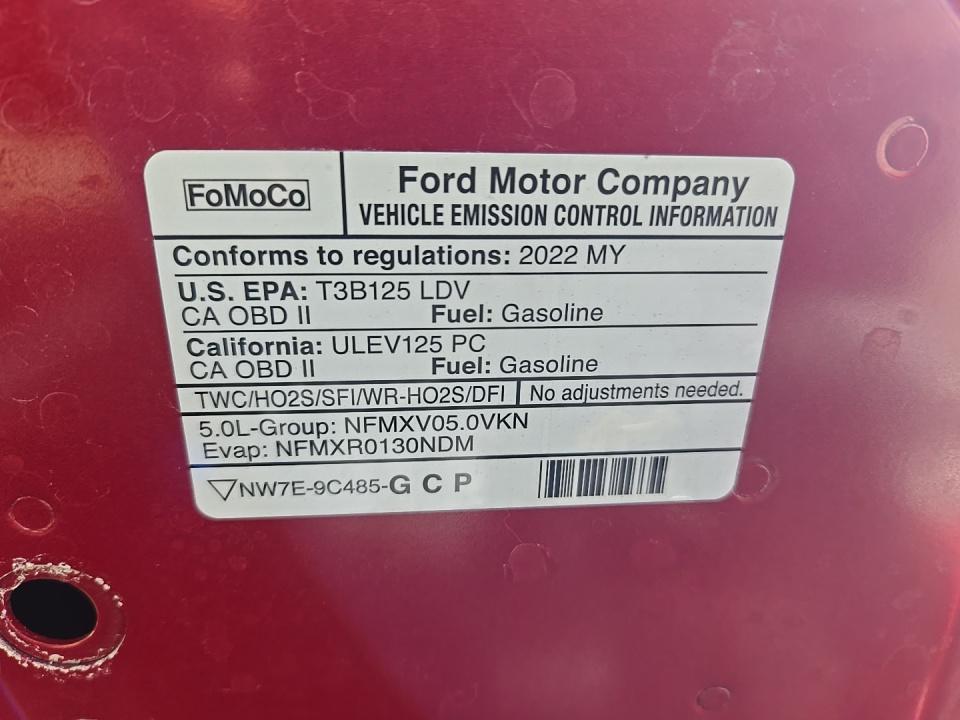 FoMoCo
Ford Motor Company
VEHICLE EMISSION CONTROL INFORMATION
Conforms to regulations: 2022 MY
U.S. EPA: T3B125 LDV
CA OBD II Fuel: Gasoline
California: ULEV125 PC
CA OBD II Fuel: Gasoline
TWC/HO2S/SFI/WR-HO2S/DFI No adjustments needed.
5.0L-Group: NFMXV05.0VKN
Evap: NFMXR0130NDM
NW7E-9C485-G C P